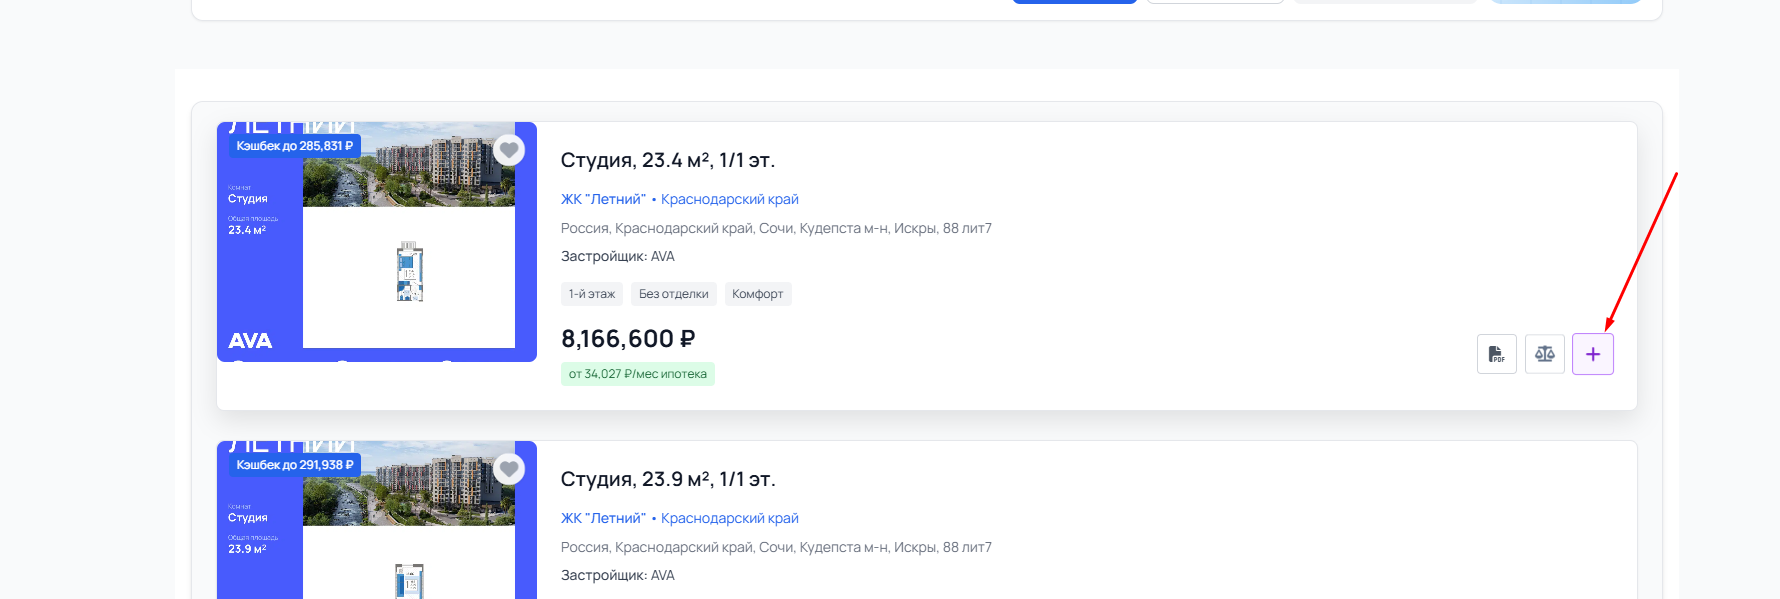 ЛЕТНИЙ
Кэшбек до 285,831 ₽
Комнат
Студия
Общая площадь
23.4 м²
AVA
Студия, 23.4 м², 1/1 эт.
ЖК "Летний" • Краснодарский край
Россия, Краснодарский край, Сочи, Кудепста м-н, Искры, 88 лит7
Застройщик: AVA
1-й этаж
Без отделки
Комфорт
8,166,600 ₽
от 34,027 ₽/мес ипотека
PDF
ЛЕТНИЙ
Кэшбек до 291,938 ₽
Комнат
Студия
Общая площадь
23.9 м²
Студия, 23.9 м², 1/1 эт.
ЖК "Летний" • Краснодарский край
Россия, Краснодарский край, Сочи, Кудепста м-н, Искры, 88 лит7
Застройщик: AVA